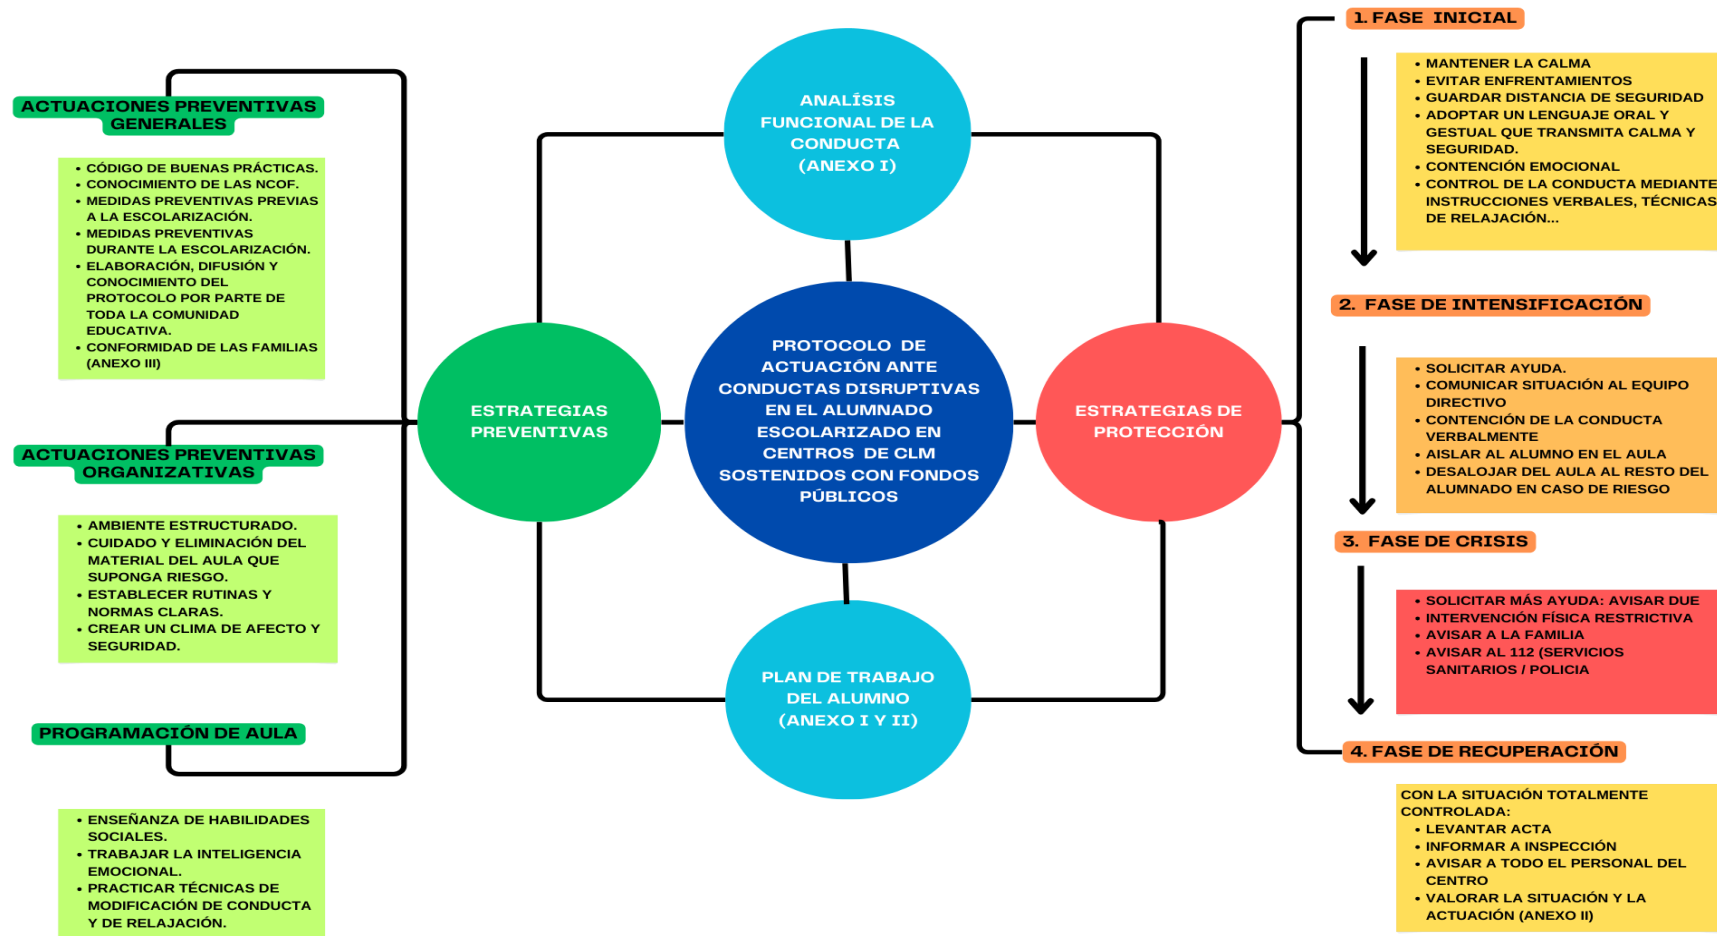 ACTUACIONES PREVENTIVAS
GENERALES
• CÓDIGO DE BUENAS PRÁCTICAS.
• CONOCIMIENTO DE LAS NCOF.
• MEDIDAS PREVENTIVAS PREVIAS
A LA ESCOLARIZACIÓN.
• MEDIDAS PREVENTIVAS
DURANTE LA ESCOLARIZACIÓN.
• ELABORACIÓN, DIFUSIÓN Y
CONOCIMIENTO DEL
PROTOCOLO POR PARTE DE
TODA LA COMUNIDAD
EDUCATIVA.
• CONFORMIDAD DE LAS FAMILIAS
(ANEXO III)
ACTUACIONES PREVENTIVAS
ORGANIZATIVAS
• AMBIENTE ESTRUCTURADO.
• CUIDADO Y ELIMINACIÓN DEL
MATERIAL DEL AULA QUE
SUPONGA RIESGO.
• ESTABLECER RUTINAS Y
NORMAS CLARAS.
• CREAR UN CLIMA DE AFECTO Y
SEGURIDAD.
PROGRAMACIÓN DE AULA
• ENSEÑANZA DE HABILIDADES
SOCIALES.
• TRABAJAR LA INTELIGENCIA
EMOCIONAL.
• PRACTICAR TÉCNICAS DE
MODIFICACIÓN DE CONDUCTA
Y DE RELAJACIÓN.
ESTRATEGIAS
PREVENTIVAS
ANALÍSIS
FUNCIONAL DE LA
CONDUCTA
(ANEXO I)
PROTOCOLO DE
ACTUACIÓN ANTE
CONDUCTAS DISRUPTIVAS
EN EL ALUMNADO
ESCOLARIZADO EN
CENTROS DE CLM
SOSTENIDOS CON FONDOS
PÚBLICOS
PLAN DE TRABAJO
DEL ALUMNO
(ANEXO I Y II)
ESTRATEGIAS DE
PROTECCIÓN
1. FASE INICIAL
• MANTENER LA CALMA
• EVITAR ENFRENTAMIENTOS
• GUARDAR DISTANCIA DE SEGURIDAD
• ADOPTAR UN LENGUAJE ORAL Y
GESTUAL QUE TRANSMITA CALMA Y
SEGURIDAD.
• CONTENCIÓN EMOCIONAL
• CONTROL DE LA CONDUCTA MEDIANTE
INSTRUCCIONES VERBALES, TÉCNICAS
DE RELAJACIÓN...
2. FASE DE INTENSIFICACIÓN
• SOLICITAR AYUDA.
• COMUNICAR SITUACIÓN AL EQUIPO
DIRECTIVO
• CONTENCIÓN DE LA CONDUCTA
VERBALMENTE
• AISLAR AL ALUMNO EN EL AULA
• DESALOJAR DEL AULA AL RESTO DEL
ALUMNADO EN CASO DE RIESGO
3. FASE DE CRISIS
• SOLICITAR MÁS AYUDA: AVISAR DUE
• INTERVENCIÓN FÍSICA RESTRICTIVA
• AVISAR A LA FAMILIA
• AVISAR AL 112 (SERVICIOS
SANITARIOS / POLICIA
4. FASE DE RECUPERACIÓN
CON LA SITUACIÓN TOTALMENTE
CONTROLADA:
• LEVANTAR ACTA
• INFORMAR A INSPECCIÓN
• AVISAR A TODO EL PERSONAL DEL
CENTRO
• VALORAR LA SITUACIÓN Y LA
ACTUACIÓN (ANEXO II)